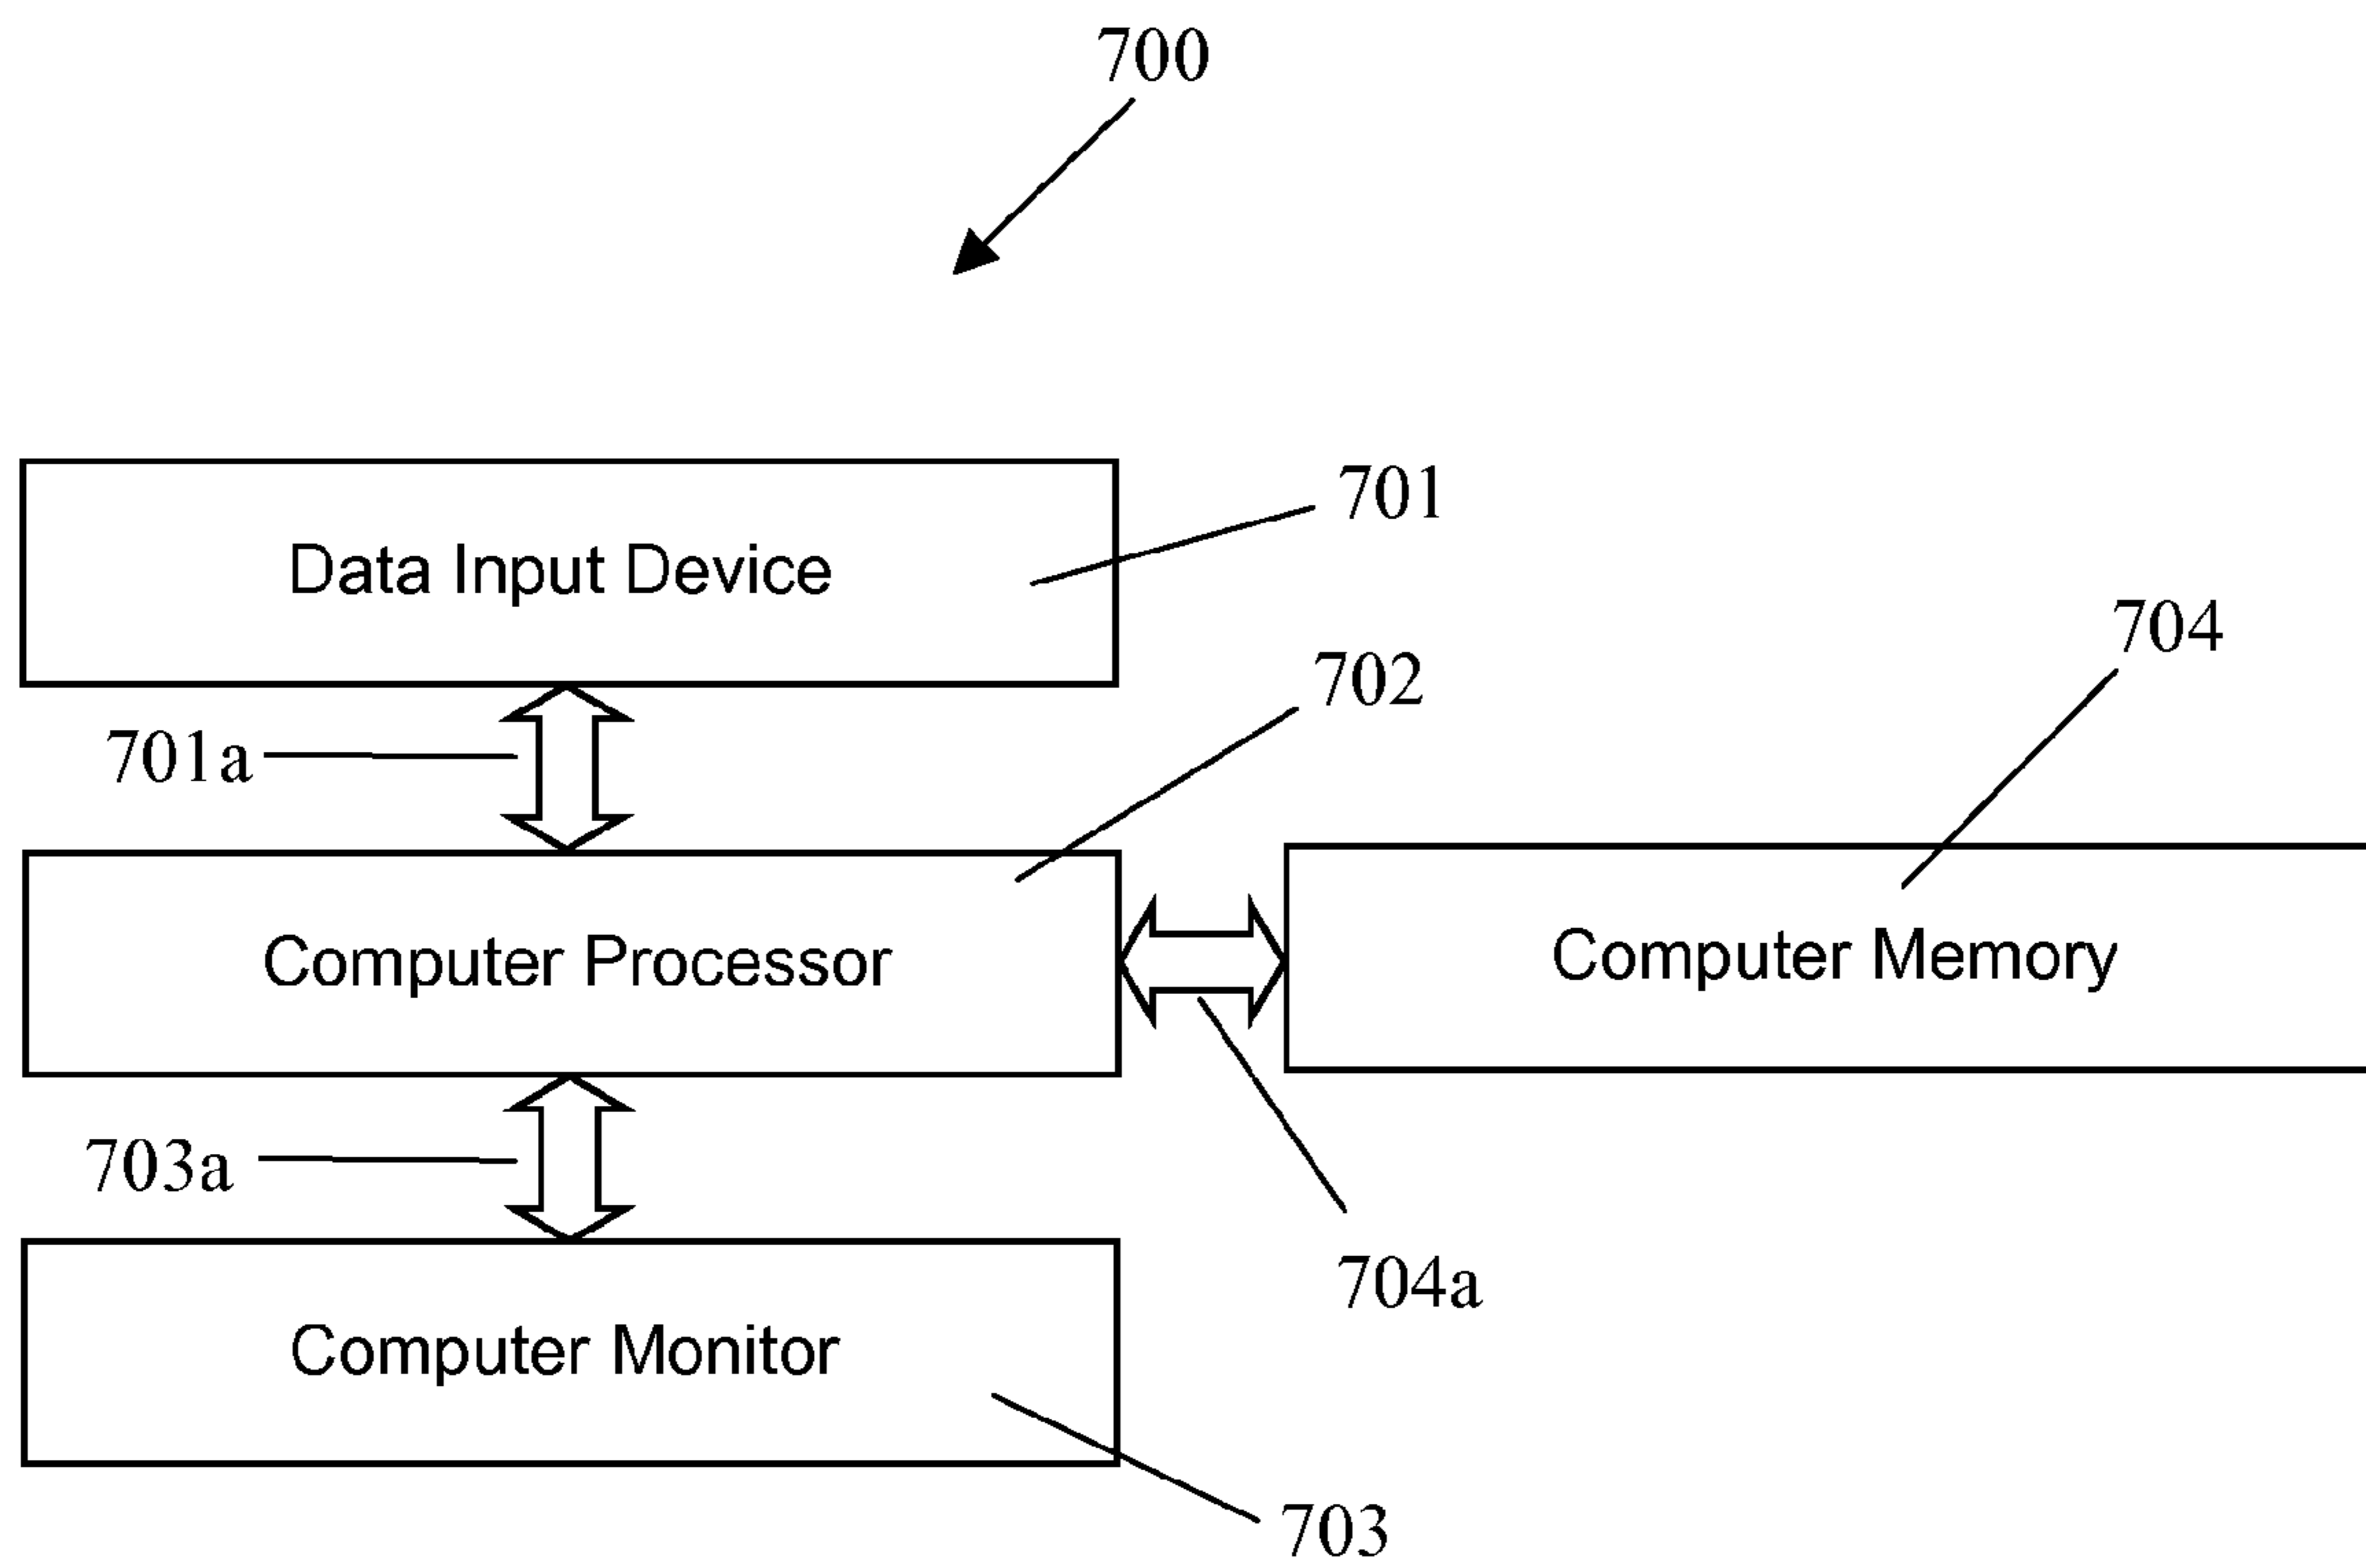 700
701
Data Input Device
704
702
701a
Computer Processor
Computer Memory
703a
704a
Computer Monitor
703